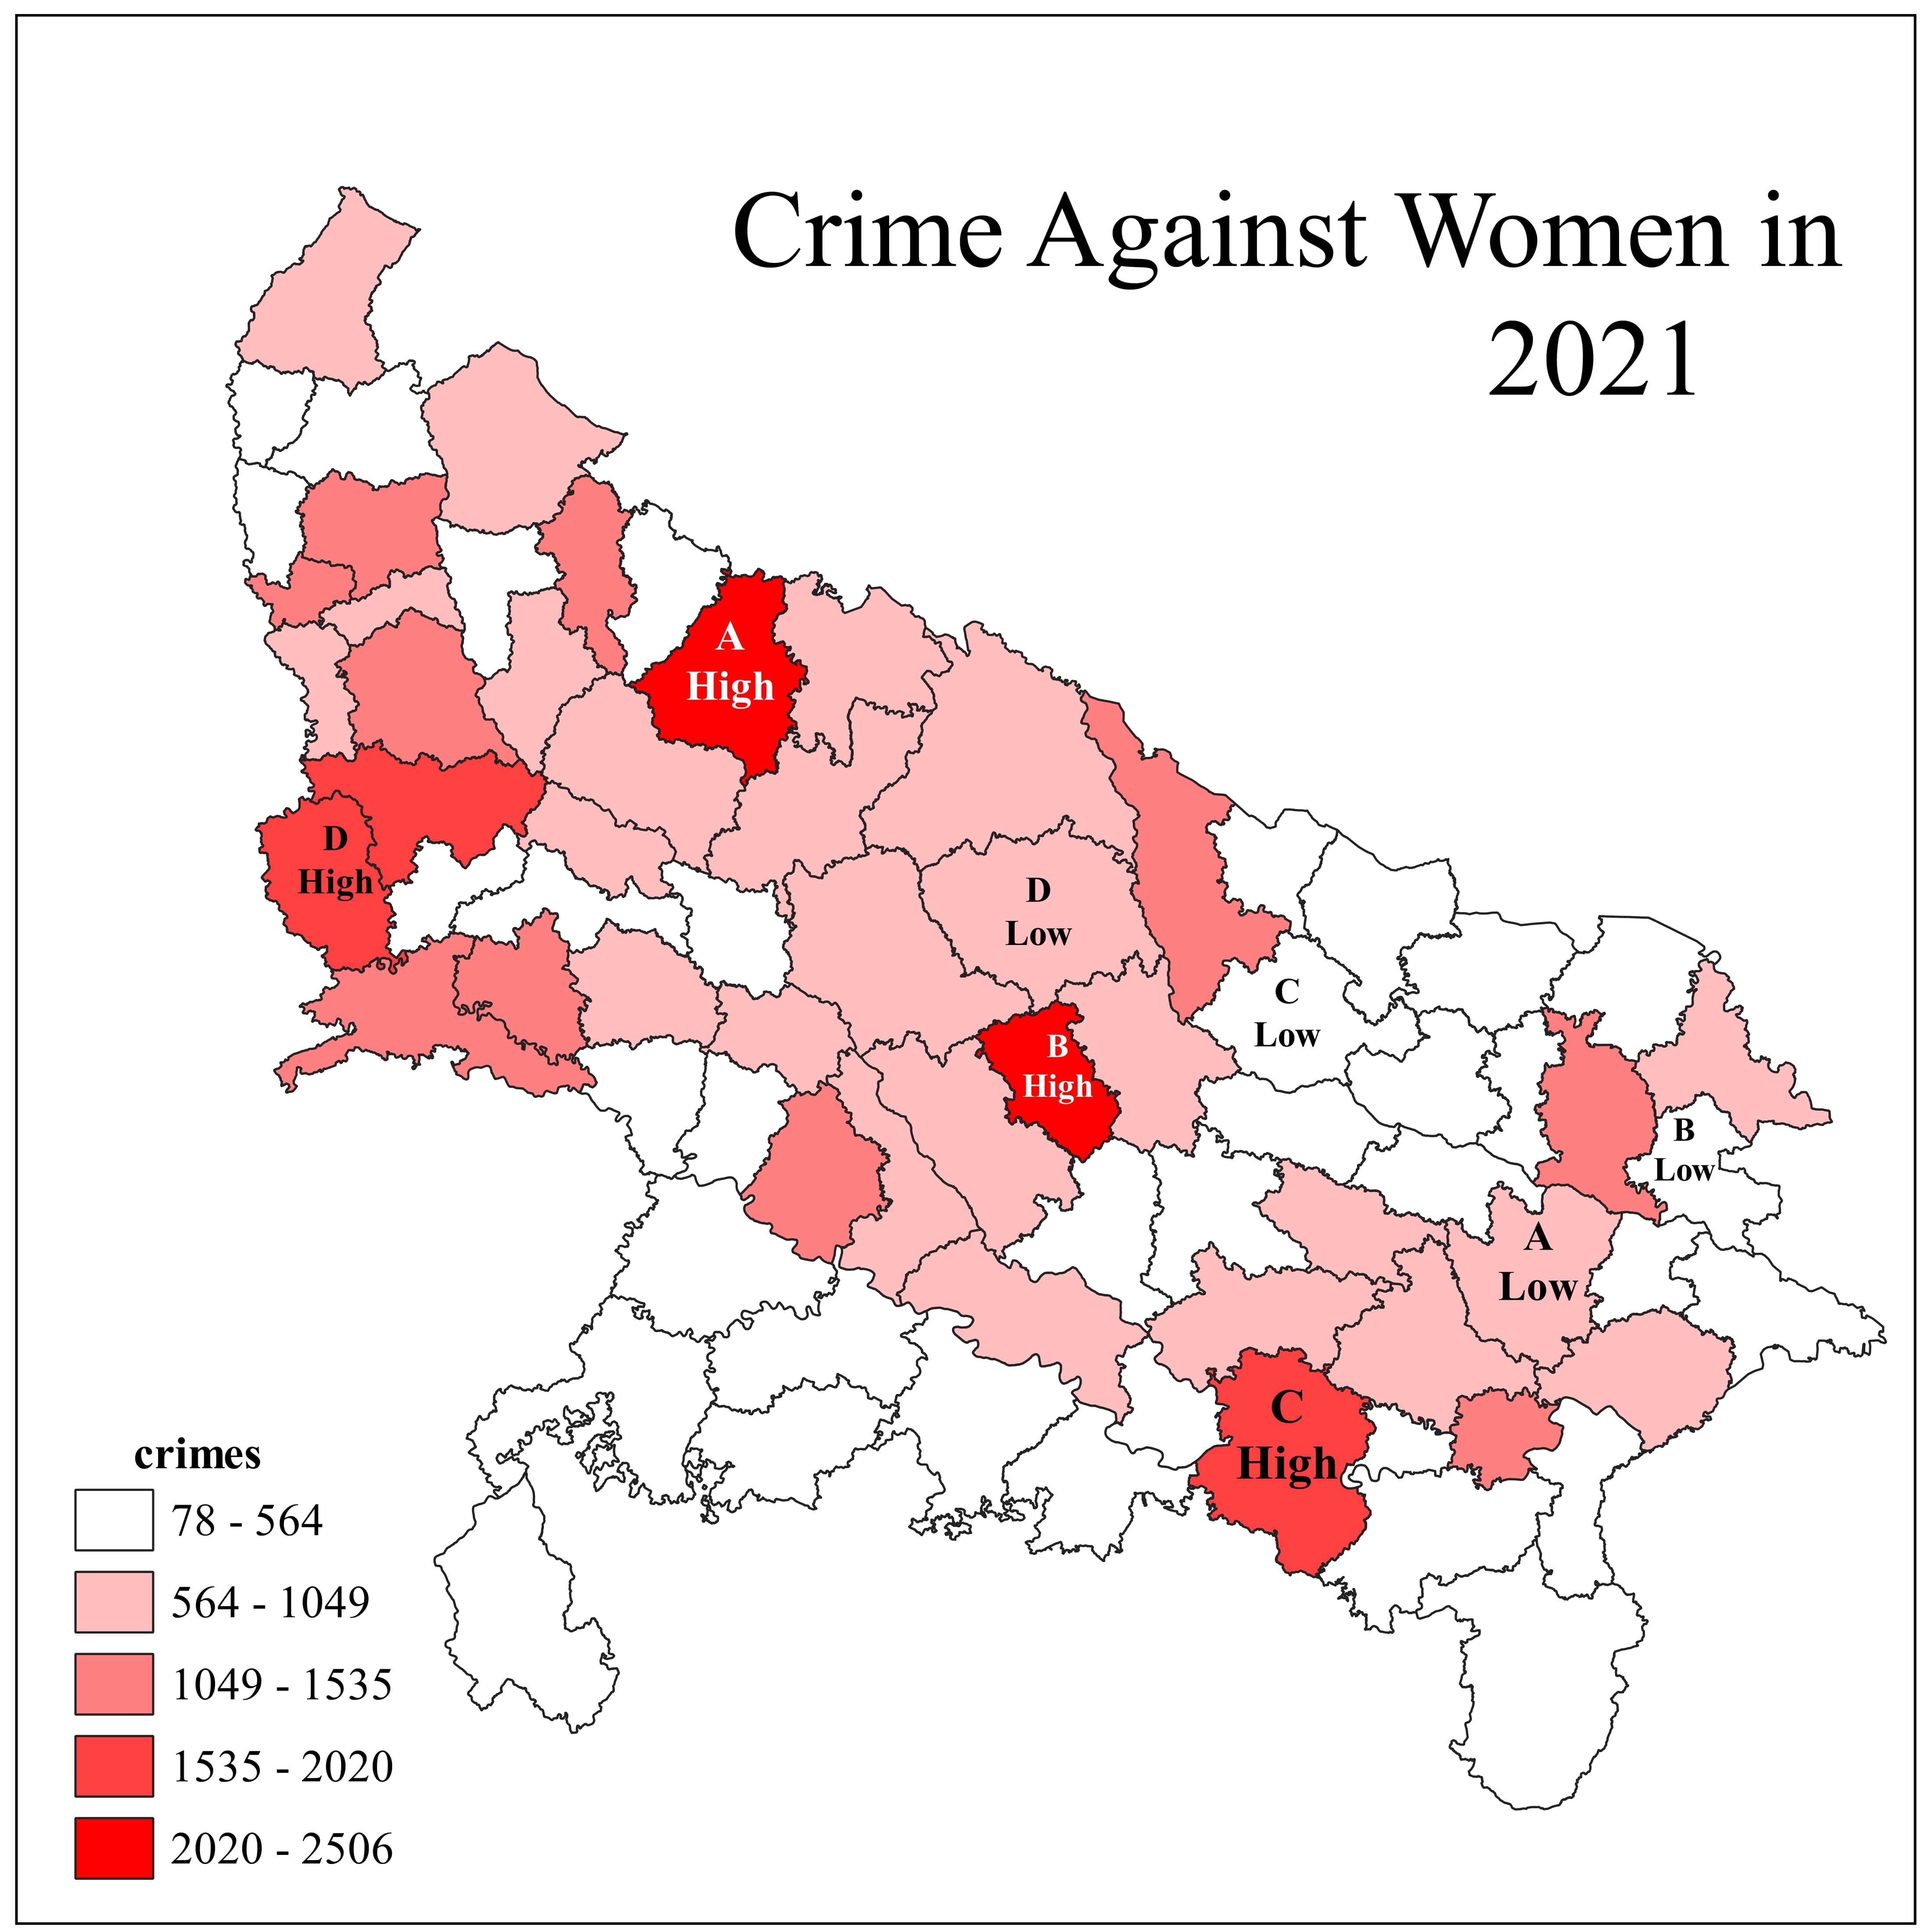 Crime Against Women in
2021
A
High
D
High
D
Low
C
Low
B
High
B
Low
A
Low
C
High
crimes
78 - 564
564 - 1049
1049 - 1535
1535 - 2020
2020 - 2506